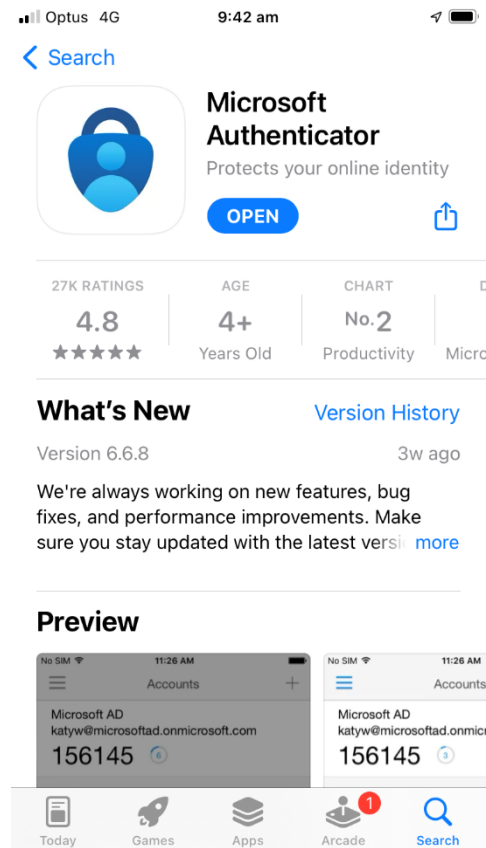 Optus 4G 9:42 am
Search
Microsoft
Authenticator
Protects your online identity
OPEN
27K RATINGS AGE CHART D
4.8 4+ No.2
Years Old Productivity Micro
What's New Version History
Version 6.6.8 3w ago
We're always working on new features, bug
fixes, and performance improvements. Make
sure you stay updated with the latest versi more
Preview
No SIM 11:26 AM No SIM 11:26 AM
Accounts + Accounts
Microsoft AD Microsoft AD
katyw@microsoftad.onmicrosoft.com katyw@microsoftad.onmicr
156145 6 156145 3
1
Today Games Apps Arcade Search